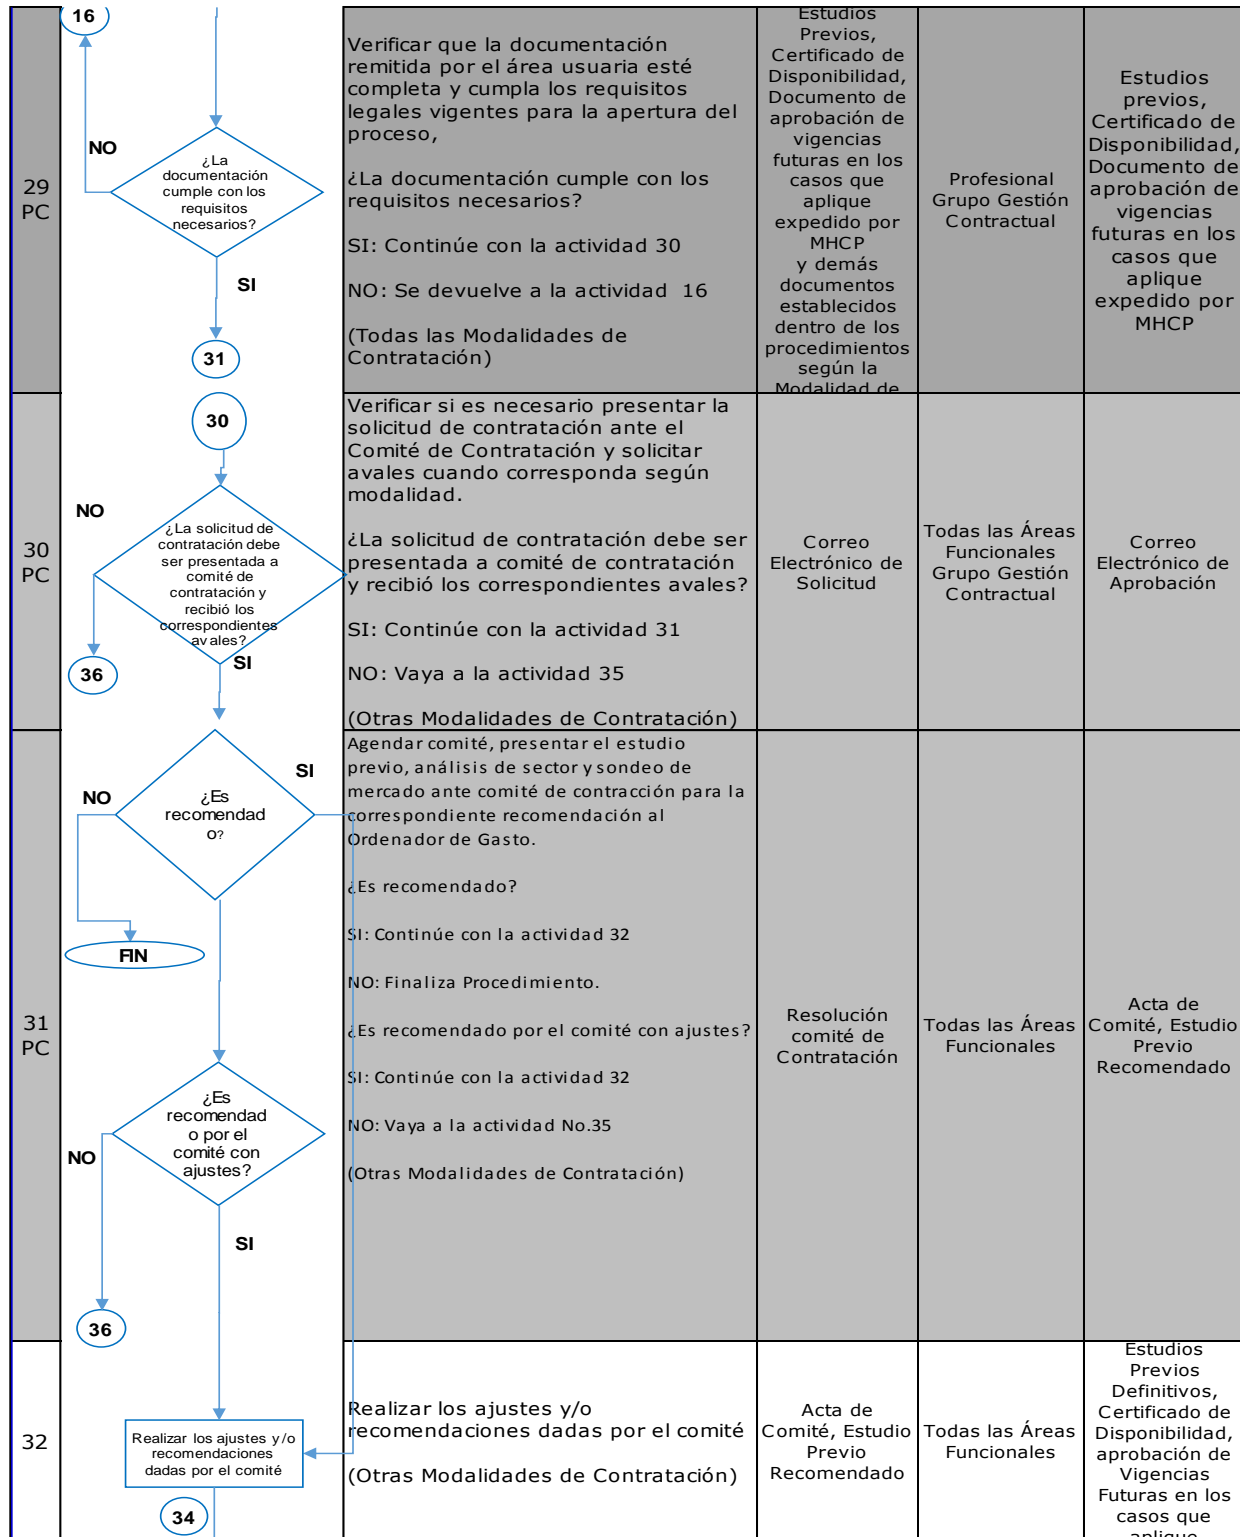 29
PC
16
NO
¿La
documentación
cumple con los
requisitos
necesarios?
SI
31
Verificar que la documentación
remitida por el área usuaria esté
completa y cumpla los requisitos
legales vigentes para la apertura del
proceso,
¿La documentación cumple con los
requisitos necesarios?
SI: Continúe con la actividad 30
NO: Se devuelve a la actividad 16
(Todas las Modalidades de
Contratación)
Estudios
Previos,
Certificado de
Disponibilidad,
Documento de
aprobación de
vigencias
futuras en los
casos que
aplique
expedido por
MHCP
y demás
documentos
establecidos
dentro de los
procedimientos
según la
Modalidad de
Profesional
Grupo Gestión
Contractual
Estudios
previos,
Certificado de
Disponibilidad,
Documento de
aprobación de
vigencias
futuras en los
casos que
aplique
expedido por
MHCP
30
PC
30
NO
¿La solicitud de
contratación debe
ser presentada a
comité de
contratación y
recibió los
correspondientes
avales?
SI
36
Verificar si es necesario presentar la
solicitud de contratación ante el
Comité de Contratación y solicitar
avales cuando corresponda según
modalidad.
¿La solicitud de contratación debe ser
presentada a comité de contratación
y recibió los correspondientes avales?
SI: Continúe con la actividad 31
NO: Vaya a la actividad 35
(Otras Modalidades de Contratación)
Correo
Electrónico de
Solicitud
Todas las Áreas
Funcionales
Grupo Gestión
Contractual
Correo
Electrónico de
Aprobación
31
PC
SI
NO
¿Es
recomendad
o?
FIN
¿Es
recomendad
o por el
comité con
ajustes?
NO
SI
36
Agendar comité, presentar el estudio
previo, análisis de sector y sondeo de
mercado ante comité de contracción para la
correspondiente recomendación al
Ordenador de Gasto.
¿Es recomendado?
SI: Continúe con la actividad 32
NO: Finaliza Procedimiento.
¿Es recomendado por el comité con ajustes?
SI: Continúe con la actividad 32
NO: Vaya a la actividad No.35
(Otras Modalidades de Contratación)
Resolución
comité de
Contratación
Todas las Áreas
Funcionales
Acta de
Comité, Estudio
Previo
Recomendado
32
Realizar los ajustes y/o
recomendaciones
dadas por el comité
34
Realizar los ajustes y/o
recomendaciones dadas por el comité
(Otras Modalidades de Contratación)
Acta de
Comité, Estudio
Previo
Recomendado
Todas las Áreas
Funcionales
Estudios
Previos
Definitivos,
Certificado de
Disponibilidad,
aprobación de
Vigencias
Futuras en los
casos que
aplique